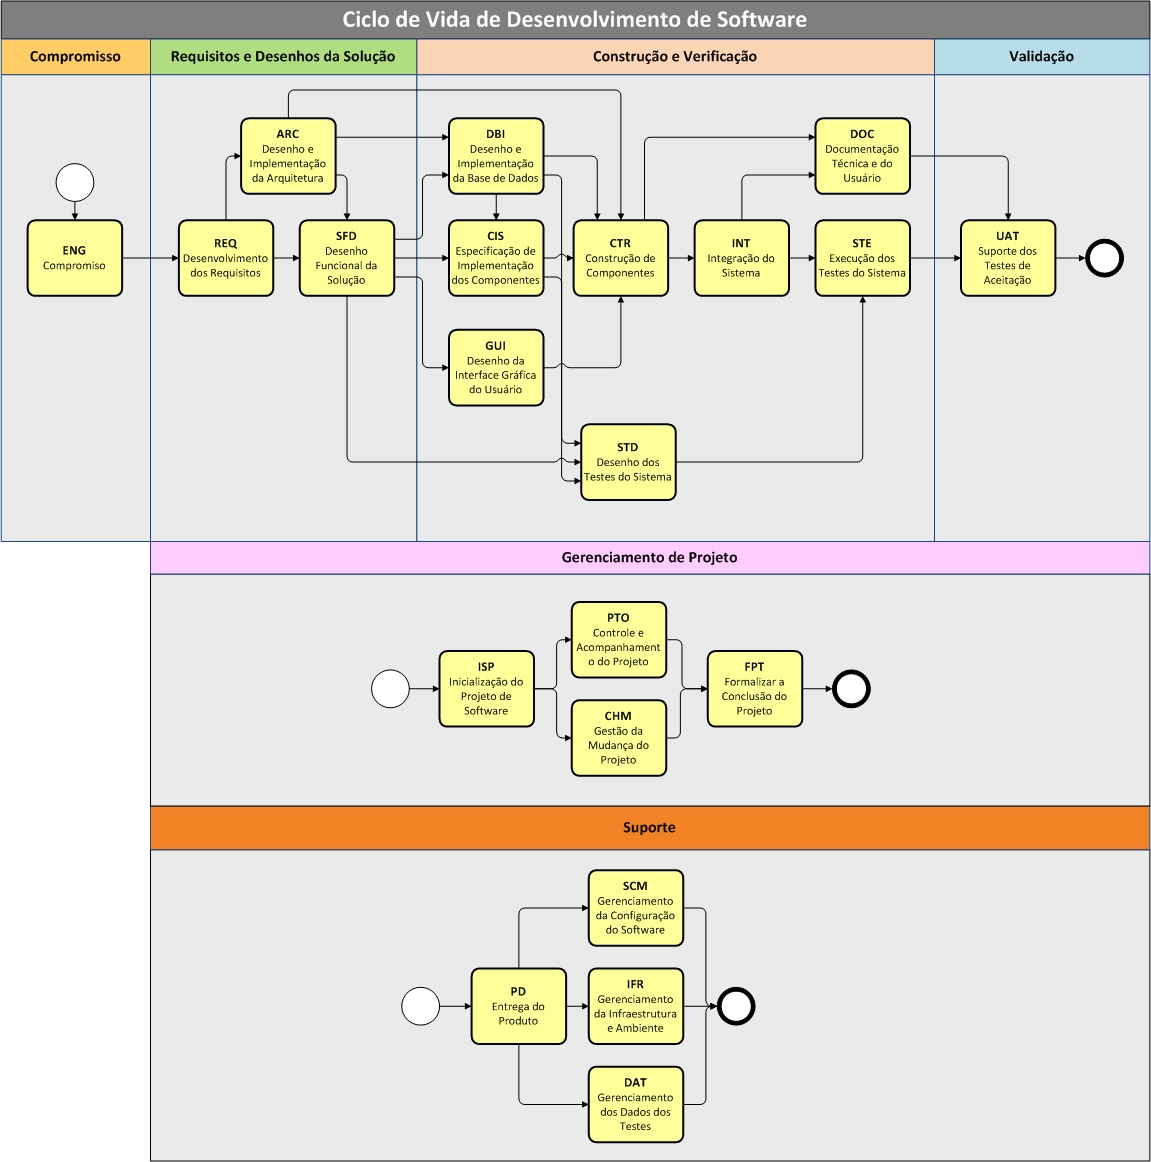 Ciclo de Vida de Desenvolvimento de Software
Compromisso
Requisitos e Desenhos da Solução
Construção e Verificação
Validação
ARC
Desenho e
Implementação
da Arquitetura
DBI
Desenho e
Implementação
da Base de Dados
DOC
Documentação
Técnica e do
Usuário
ENG
Compromiso
REQ
Desenvolvimento
dos Requisitos
SFD
Desenho
Funcional da
Solução
CIS
Especificação de
Implementação
dos Componentes
CTR
Construção de
Componentes
INT
Integração do
Sistema
STE
Execução dos
Testes do Sistema
UAT
Suporte dos
Testes de
Aceitação
GUI
Desenho da
Interface Gráfica
do Usuário
STD
Desenho dos
Testes do Sistema
Gerenciamento de Projeto
PTO
Controle e
Acompanhament
o do Projeto
ISP
Inicialização do
Projeto de
Software
FPT
Formalizar a
Conclusão do
Projeto
CHM
Gestão da
Mudança do
Projeto
Suporte
SCM
Gerenciamento
da Configuração
do Software
PD
Entrega do
Produto
IFR
Gerenciamento
da Infraestrutura
e Ambiente
DAT
Gerenciamento
dos Dados dos
Testes